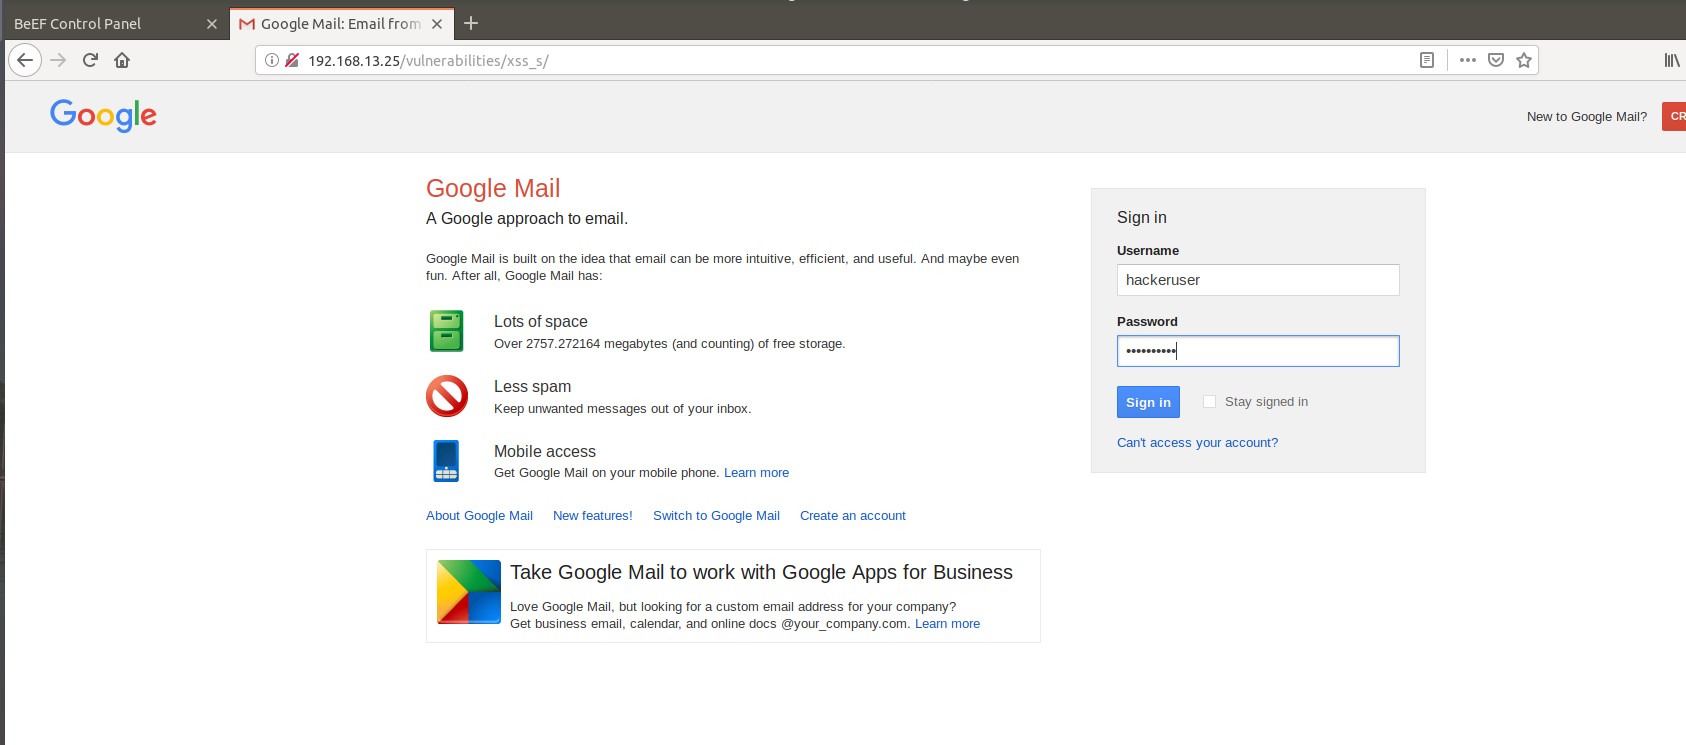 BeEF Control Panel
Google Mail: Email from
192.168.13.25/vulnerabilities/xss_s/
Google
New to Google Mail?
CR
Google Mail
A Google approach to email.
Google Mail is built on the idea that email can be more intuitive, efficient, and useful. And maybe even
fun. After all, Google Mail has:
Lots of space
Over 2757.272164 megabytes (and counting) of free storage.
Less spam
Keep unwanted messages out of your inbox.
Mobile access
Get Google Mail on your mobile phone. Learn more
About Google Mail New features! Switch to Google Mail Create an account
Take Google Mail to work with Google Apps for Business
Love Google Mail, but looking for a custom email address for your company?
Get business email, calendar, and online docs @your_company.com. Learn more
Sign in
Username
hackeruser
Password
••••••••••
Sign in
Stay signed in
Can't access your account?